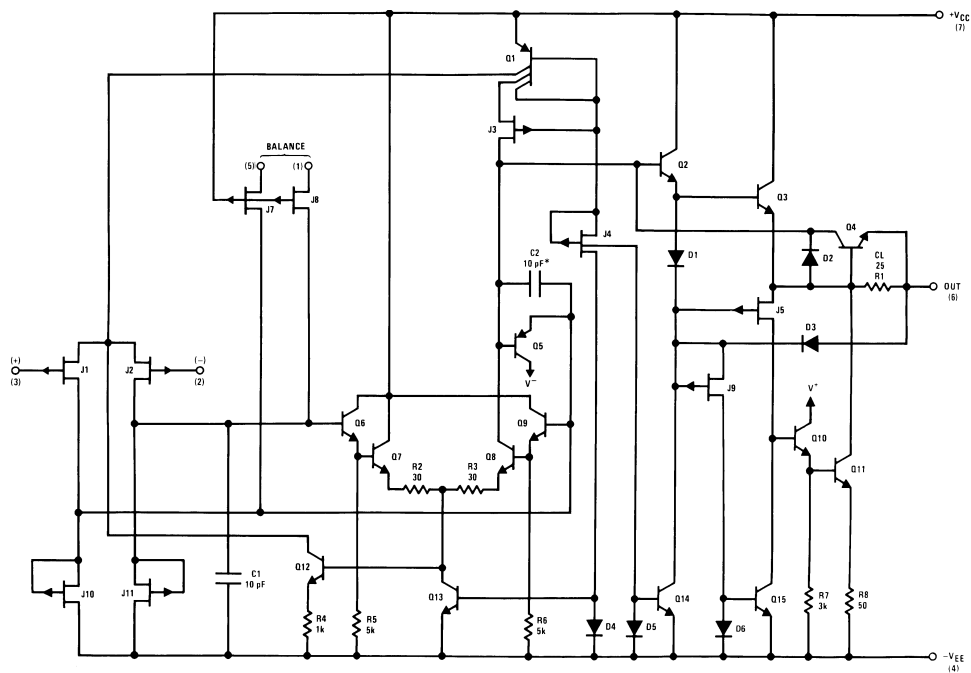 +VCC
(7)
Q1
J3
BALANCE
(5)
(1)
J7
J8
Q2
Q3
Q4
J4
C2
10 pF*
D1
D2
CL
25
R1
OUT
(6)
J5
D3
Q5
V−
(+)
(3)
J1
J2
(−)
(2)
J9
V+
Q6
Q7
Q9
Q8
R2
30
R3
30
Q10
Q11
Q12
C1
10 pF
J10
J11
Q13
R4
1k
R5
5k
R6
5k
D4
D5
Q14
D6
Q15
R7
3k
R8
50
−VEE
(4)